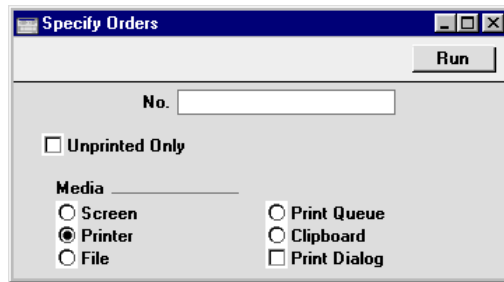 Specify Orders
Run
No.
Unprinted Only
Media
Screen
Print Queue
Printer
Clipboard
File
Print Dialog